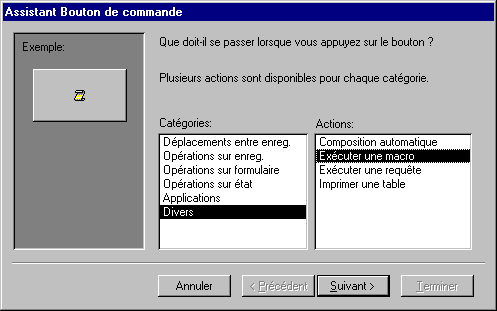 Assistant Bouton de commande
Exemple:
Que doit-il se passer lorsque vous appuyez sur le bouton ?
Plusieurs actions sont disponibles pour chaque catégorie.
Catégories:
Déplacements entre enreg.
Opérations sur enreg.
Opérations sur formulaire
Opérations sur état
Applications
Divers
Actions:
Composition automatique
Exécuter une macro
Exécuter une requête
Imprimer une table
Annuler
< Précédent
Suivant >
Terminer